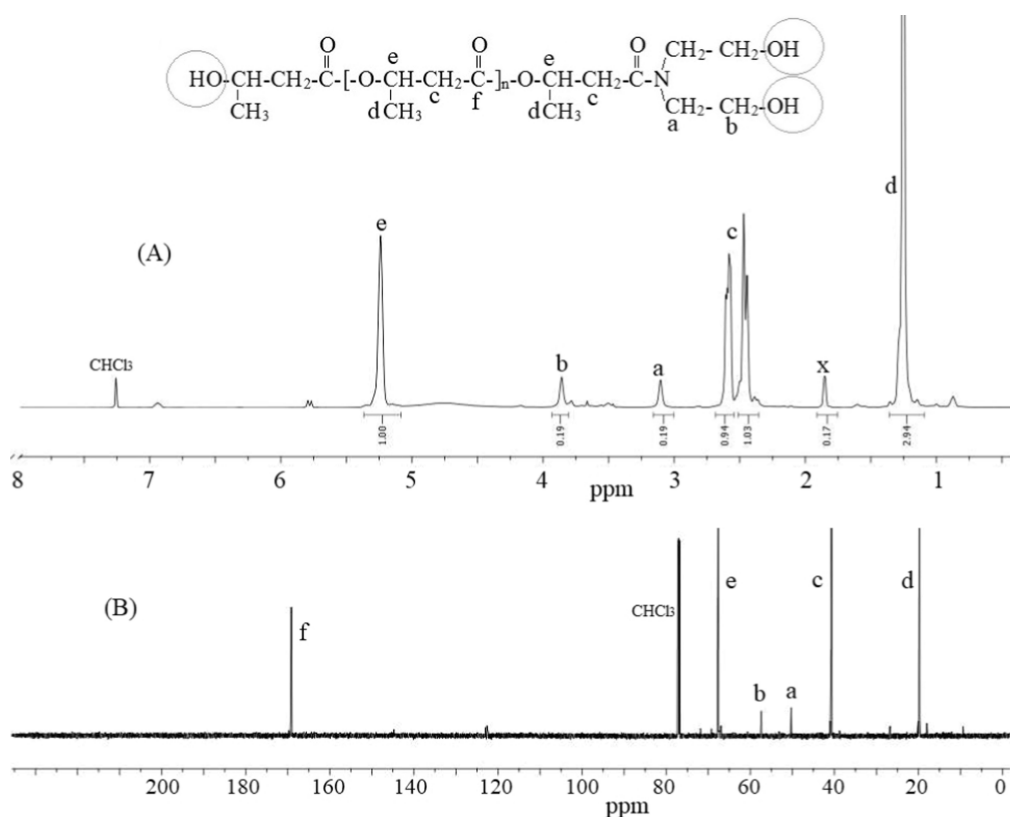 O O O
e e CH₂- CH₂-OH
HO-CH-CH₂-C[-O-CH-CH₂-C-]ₙ-O-CH-CH₂-C-N
CH₃ d CH₃ c f d CH₃ c CH₂-CH₂-OH
a b
d
e
(A) c
CHCl₃ b a x
1.00 0.19 0.19 0.94 1.03 0.17 2.94
8 7 5 4 3 2 1
ppm
(B) f CHCl₃ e b a c d
200 180 160 140 120 100 80 60 40 20 0
ppm